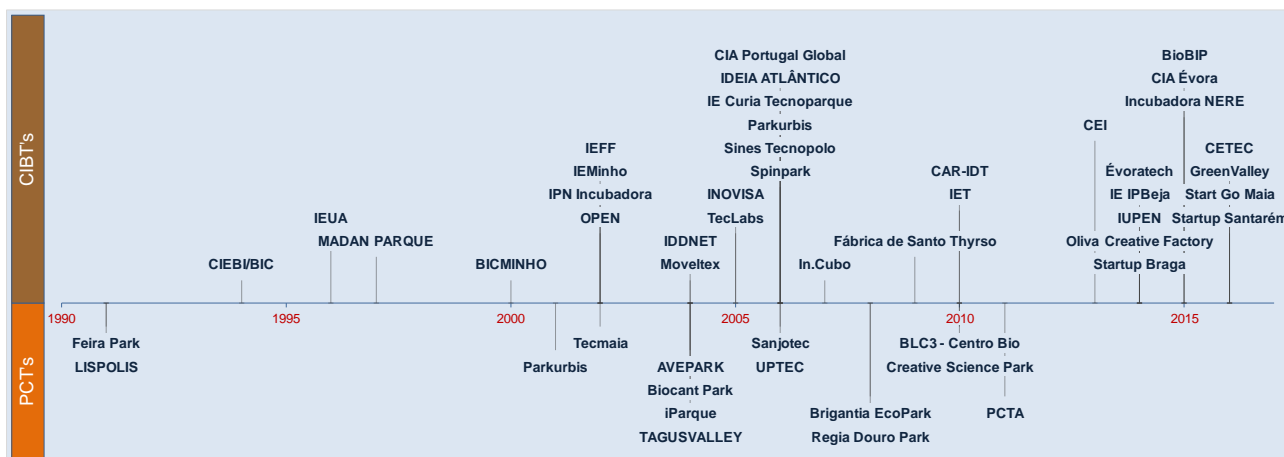 CIBT's
CIA Portugal Global
IDEIA ATLÂNTICO
IE Curia Tecnoparque
Parkurbis
Sines Tecnopolo
Spinpark
BioBIP
CIA Évora
Incubadora NERE
CEI
IEFF
IEMinho
IPN Incubadora
OPEN
INOVISA
TecLabs
CAR-IDT
IET
Évoratech
IE IPBeja
IUPEN
CETEC
GreenValley
Start Go Maia
Startup Santarém
IEUA
MADAN PARQUE
IDDNET
Moveltex
Fábrica de Santo Thyrso
Oliva Creative Factory
Startup Braga
CIEBI/BIC
BICMINHO
In.Cubo
1990
1995
2000
2005
2010
2015
PCT's
Feira Park
LISPOLIS
Parkurbis
Tecmaia
AVEPARK
Biocant Park
iParque
TAGUSVALLEY
Sanjotec
UPTEC
Brigantia EcoPark
Regia Douro Park
BLC3 - Centro Bio
Creative Science Park
PCTA